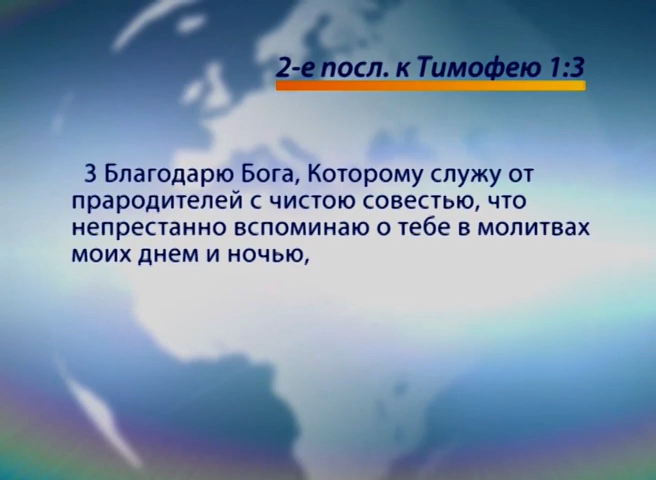 2-е посл. к Тимофею 1:3
3 Благодарю Бога, Которому служу от
прародителей с чистою совестью, что
непрестанно вспоминаю о тебе в молитвах
моих днем и ночью,